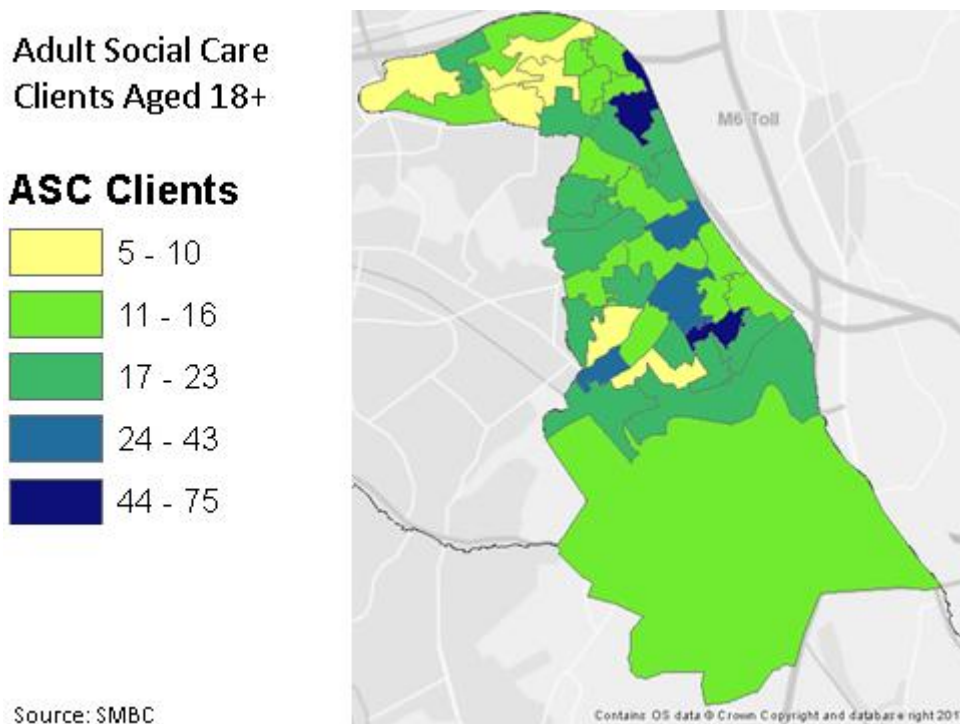 Adult Social Care
Clients Aged 18+
ASC Clients
5 - 10
11 - 16
17 - 23
24 - 43
44 - 75
M6 Toll
Source: SMBC
Contains OS data © Crown Copyright and database right 201